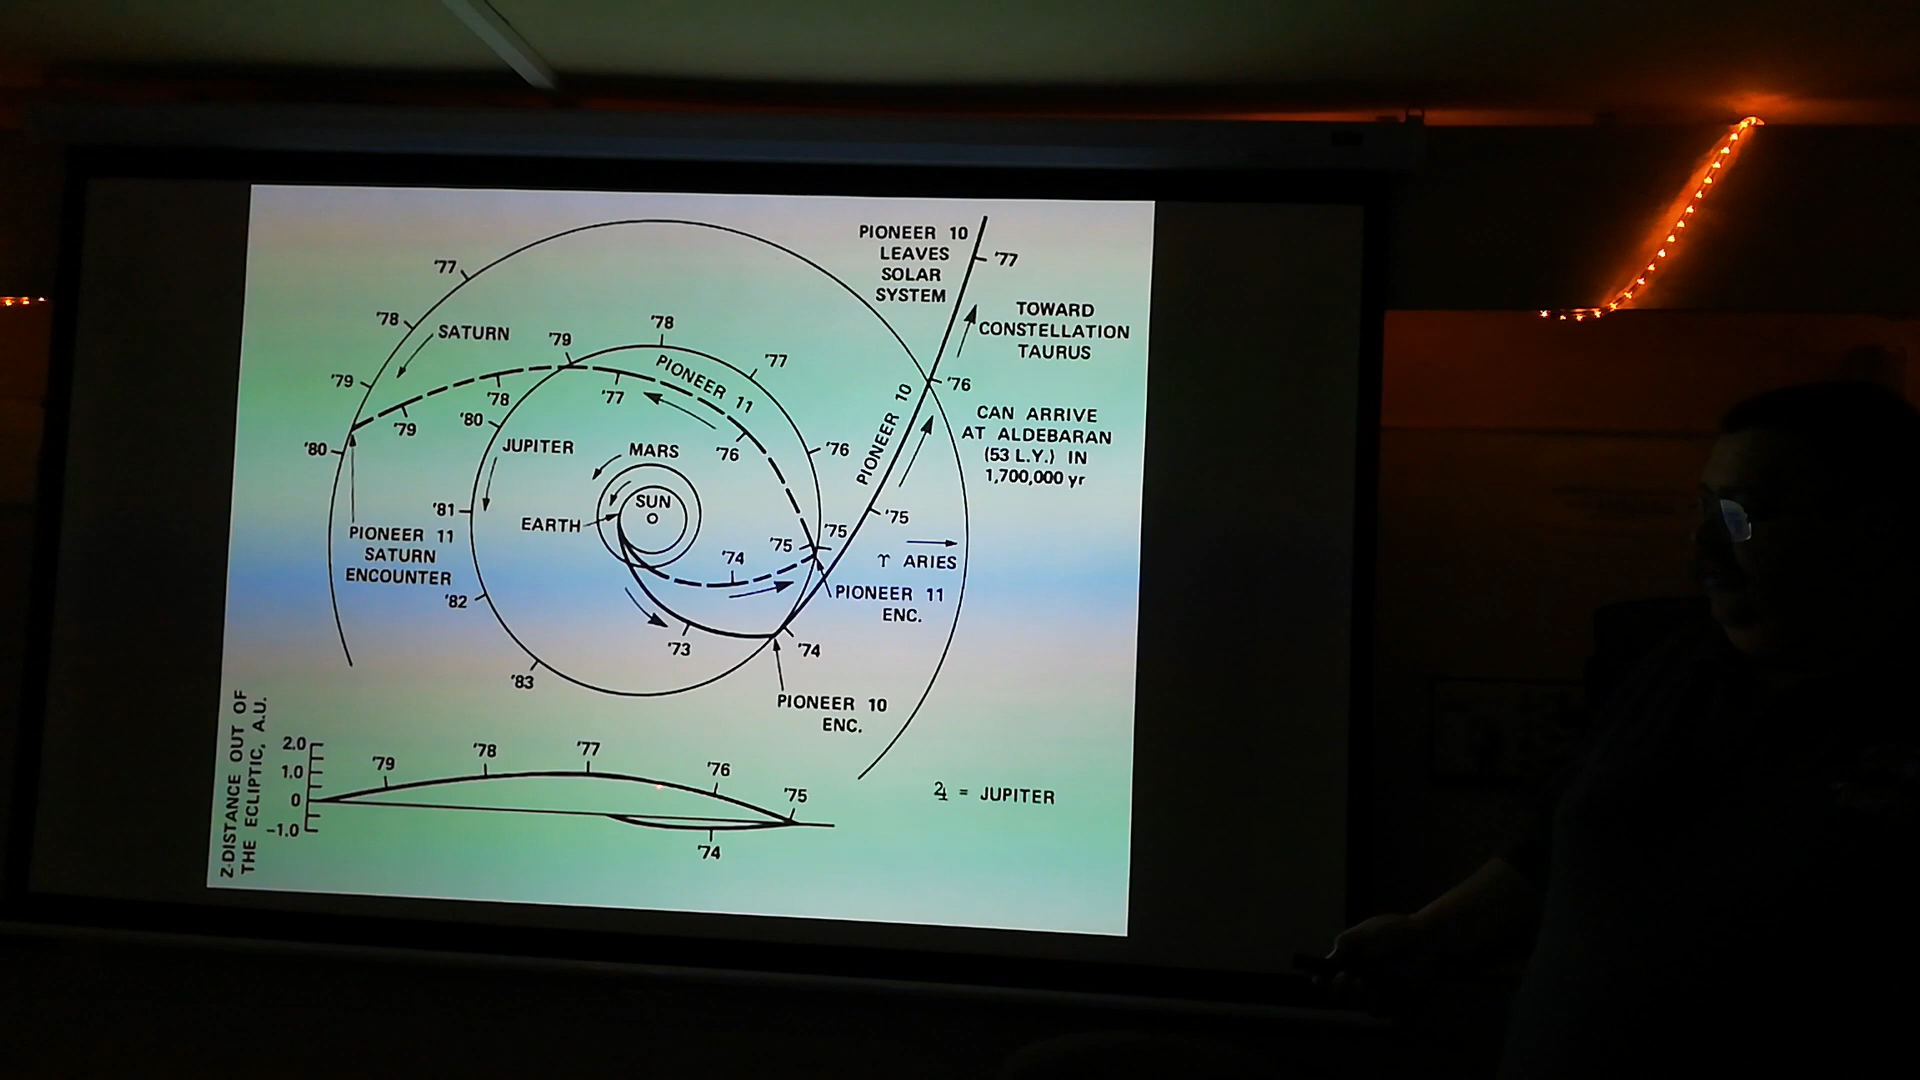 PIONEER 10
LEAVES
SOLAR
SYSTEM
'77
TOWARD
CONSTELLATION
TAURUS
'77
'78
SATURN
'79
'78
'77
PIONEER 11
'79
'78
'77
'76
'76
PIONEER 10
'76
CAN ARRIVE
AT ALDEBARAN
(53 L.Y.) IN
1,700,000 yr
'79
'80
'80
JUPITER
MARS
SUN
EARTH
'81
'75
'75
'75
'74
♈ ARIES
PIONEER 11
SATURN
ENCOUNTER
PIONEER 11
ENC.
'82
'73
'74
'83
PIONEER 10
ENC.
Z-DISTANCE OUT OF
THE ECLIPTIC, A.U.
2.0
1.0
0
-1.0
'79
'78
'77
'76
'75
'74
♃ = JUPITER